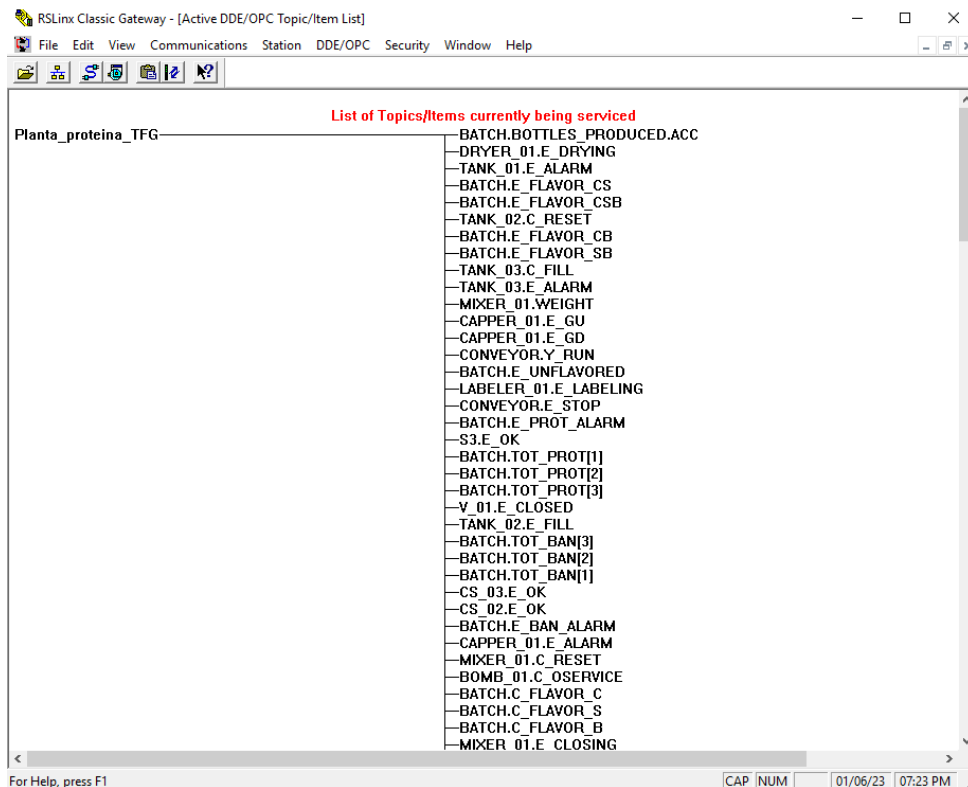 RSLinx Classic Gateway - [Active DDE/OPC Topic/Item List]
File Edit View Communications Station DDE/OPC Security Window Help
List of Topics/Items currently being serviced
Planta_proteina_TFG BATCH.BOTTLES_PRODUCED.ACC
DRYER_01.E_DRYING
TANK_01.E_ALARM
BATCH.E_FLAVOR_CS
BATCH.E_FLAVOR_CSB
TANK_02.C_RESET
BATCH.E_FLAVOR_CB
BATCH.E_FLAVOR_SB
TANK_03.C_FILL
TANK_03.E_ALARM
MIXER_01.WEIGHT
CAPPER_01.E_GU
CAPPER_01.E_GD
CONVEYOR.Y_RUN
BATCH.E_UNFLAVORED
LABELER_01.E_LABELING
CONVEYOR.E_STOP
BATCH.E_PROT_ALARM
S3.E_OK
BATCH.TOT_PROT[1]
BATCH.TOT_PROT[2]
BATCH.TOT_PROT[3]
V_01.E_CLOSED
TANK_02.E_FILL
BATCH.TOT_BAN[3]
BATCH.TOT_BAN[2]
BATCH.TOT_BAN[1]
CS_03.E_OK
CS_02.E_OK
BATCH.E_BAN_ALARM
CAPPER_01.E_ALARM
MIXER_01.C_RESET
BOMB_01.C_OSERVICE
BATCH.C_FLAVOR_C
BATCH.C_FLAVOR_S
BATCH.C_FLAVOR_B
MIXER_01.E_CLOSING
For Help, press F1 CAP NUM 01/06/23 07:23 PM